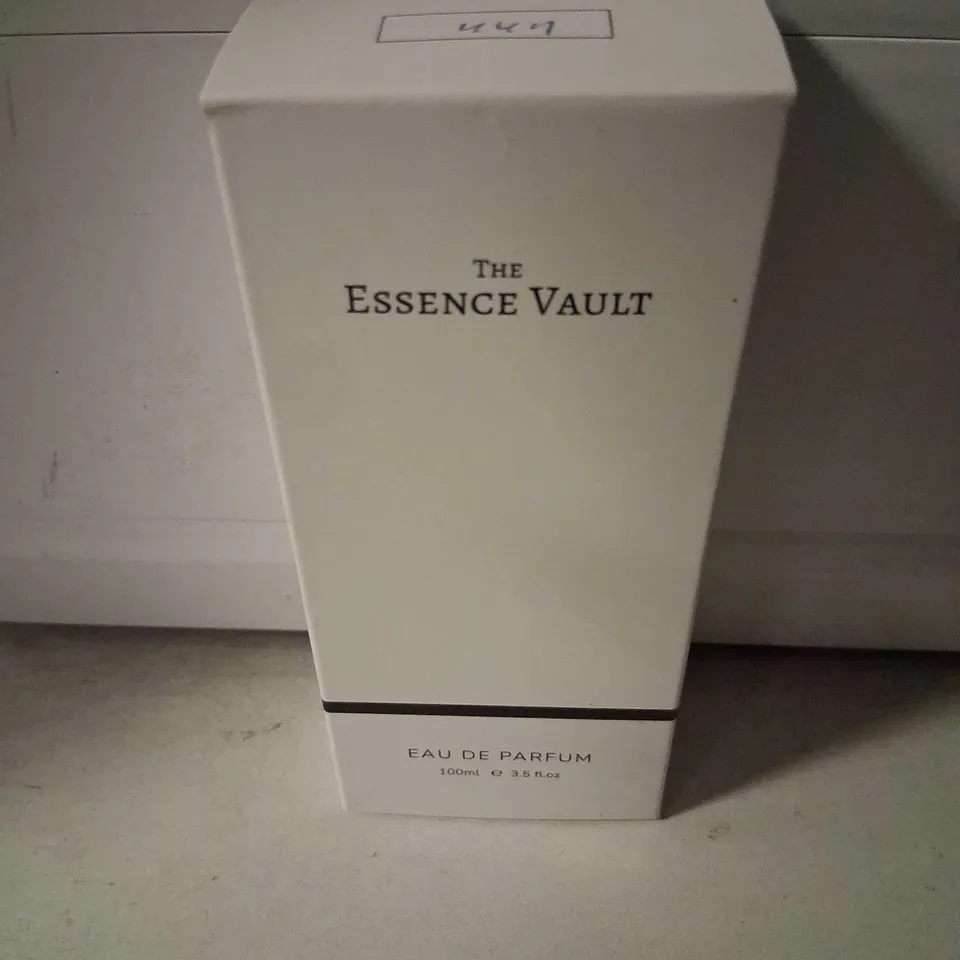 THE
ESSENCE VAULT
EAU DE PARFUM
100ml ℮ 3.5 fl.oz